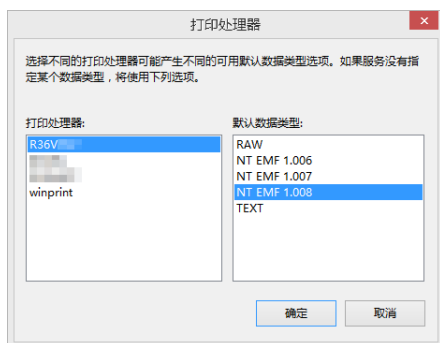 打印处理器
选择不同的打印处理器可能产生不同的可用默认数据类型选项。如果服务没有指
定某个数据类型，将使用下列选项。
打印处理器:
默认数据类型:
R36V
winprint
RAW
NT EMF 1.006
NT EMF 1.007
NT EMF 1.008
TEXT
确定
取消